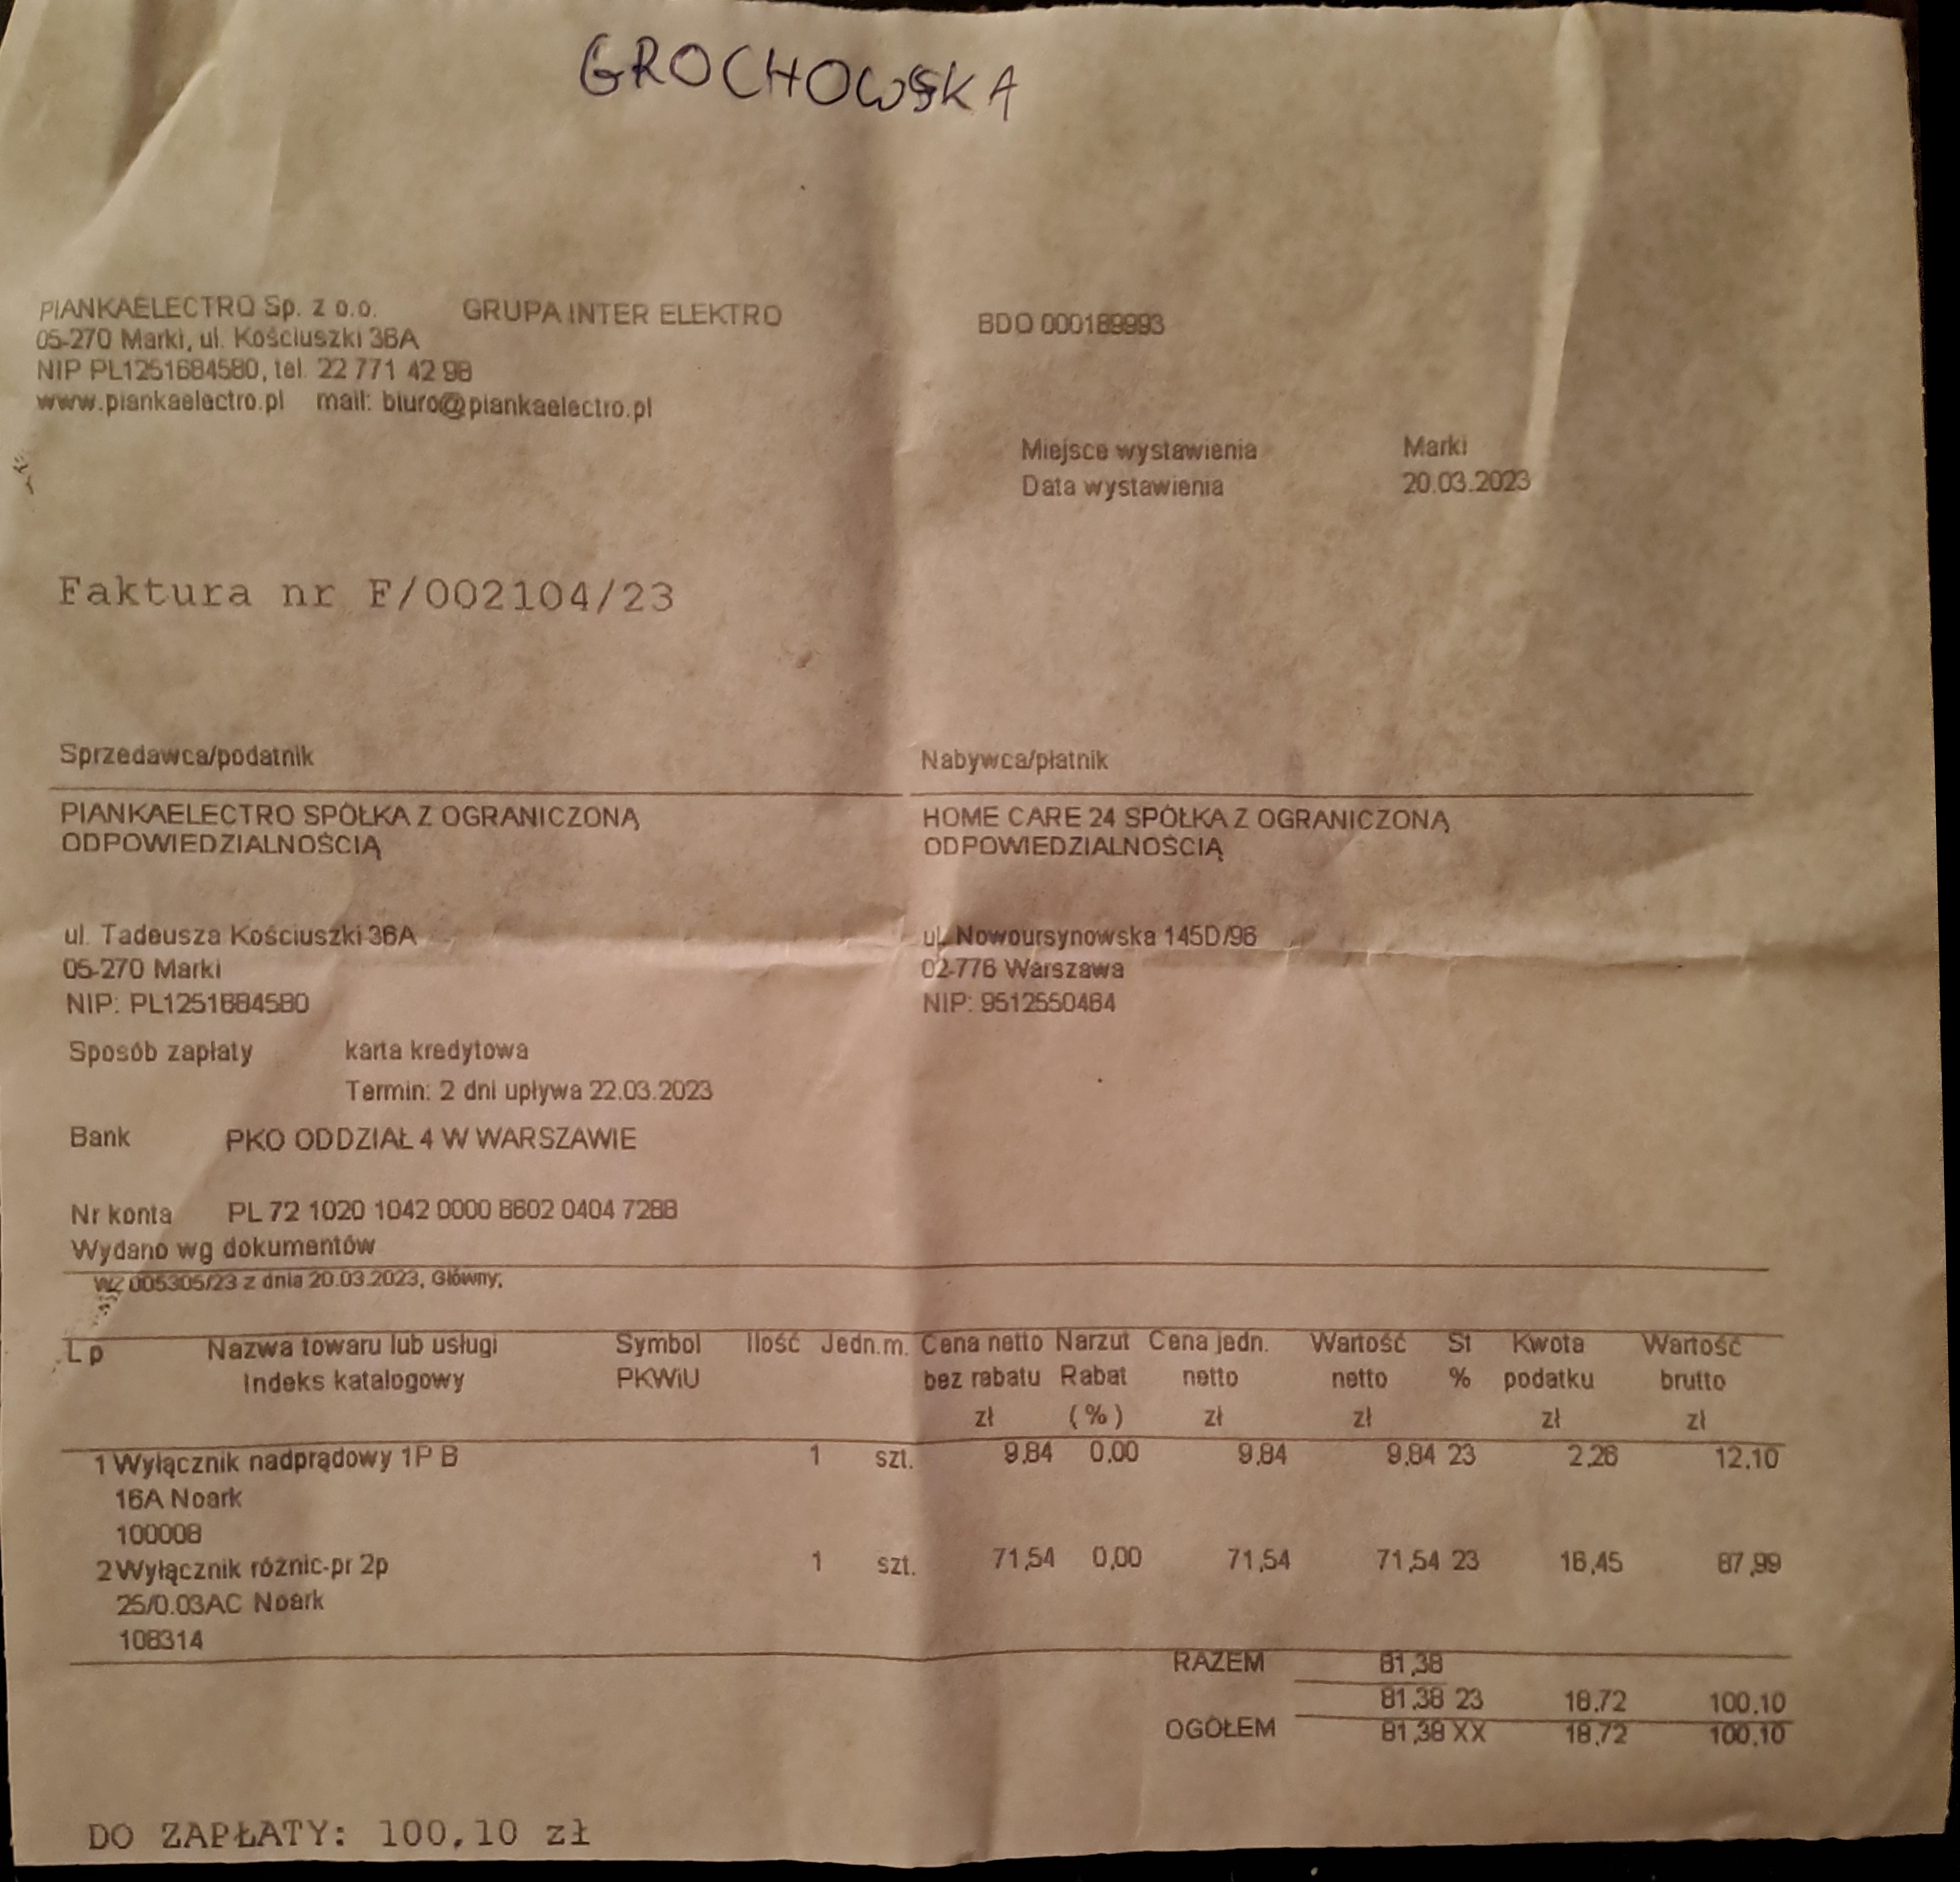 GROCHOWSKA
PIANKAELECTRO Sp. z o.o. GRUPA INTER ELEKTRO
BDO 000189993
05-270 Marki, ul. Kościuszki 36A
NIP PL1251684580, tel. 22 771 42 98
www.piankaelectro.pl mail: biuro@piankaelectro.pl
Miejsce wystawienia Marki
Data wystawienia 20.03.2023
Faktura nr F/002104/23
Sprzedawca/podatnik
PIANKAELECTRO SPÓŁKA Z OGRANICZONĄ
ODPOWIEDZIALNOŚCIĄ
ul. Tadeusza Kościuszki 36A
05-270 Marki
NIP: PL1251684580
Nabywca/płatnik
HOME CARE 24 SPÓŁKA Z OGRANICZONĄ
ODPOWIEDZIALNOŚCIĄ
ul. Nowoursynowska 145D/96
02-776 Warszawa
NIP: 9512550464
Sposób zapłaty karta kredytowa
Termin: 2 dni upływa 22.03.2023
Bank PKO ODDZIAŁ 4 W WARSZAWIE
Nr konta PL 72 1020 1042 0000 8602 0404 7288
Wydano wg dokumentów
WZ 005305/23 z dnia 20.03.2023, Główny;
Lp Nazwa towaru lub usługi Symbol Ilość Jedn.m. Cena netto Narzut Cena jedn. Wartość St Kwota Wartość
Indeks katalogowy PKWiU bez rabatu Rabat netto netto % podatku brutto
zł (%) zł zł zł zł
1 Wyłącznik nadprądowy 1P B 1 szt. 9,84 0,00 9,84 9,84 23 2,26 12,10
16A Noark
100008
2 Wyłącznik różnic-pr 2p 1 szt. 71,54 0,00 71,54 71,54 23 16,45 87,99
25/0.03AC Noark
108314
RAZEM 81,38
81,38 23 18,72 100,10
OGÓŁEM 81,38 XX 18,72 100,10
DO ZAPŁATY: 100,10 zł